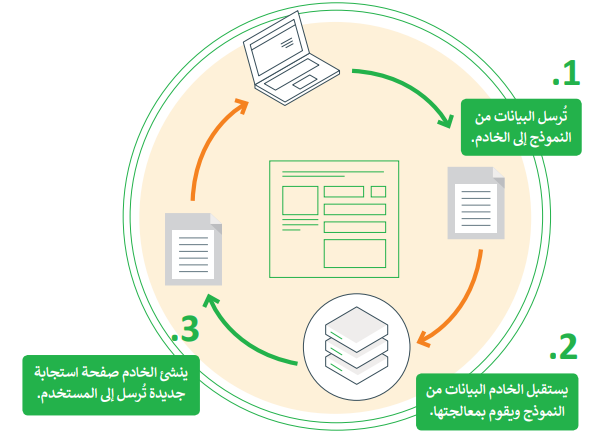 .1
تُرسل البيانات من
النموذج إلى الخادم.
.2
يستقبل الخادم البيانات من
النموذج ويقوم بمعالجتها.
.3
ينشئ الخادم صفحة استجابة
جديدة تُرسل إلى المستخدم.